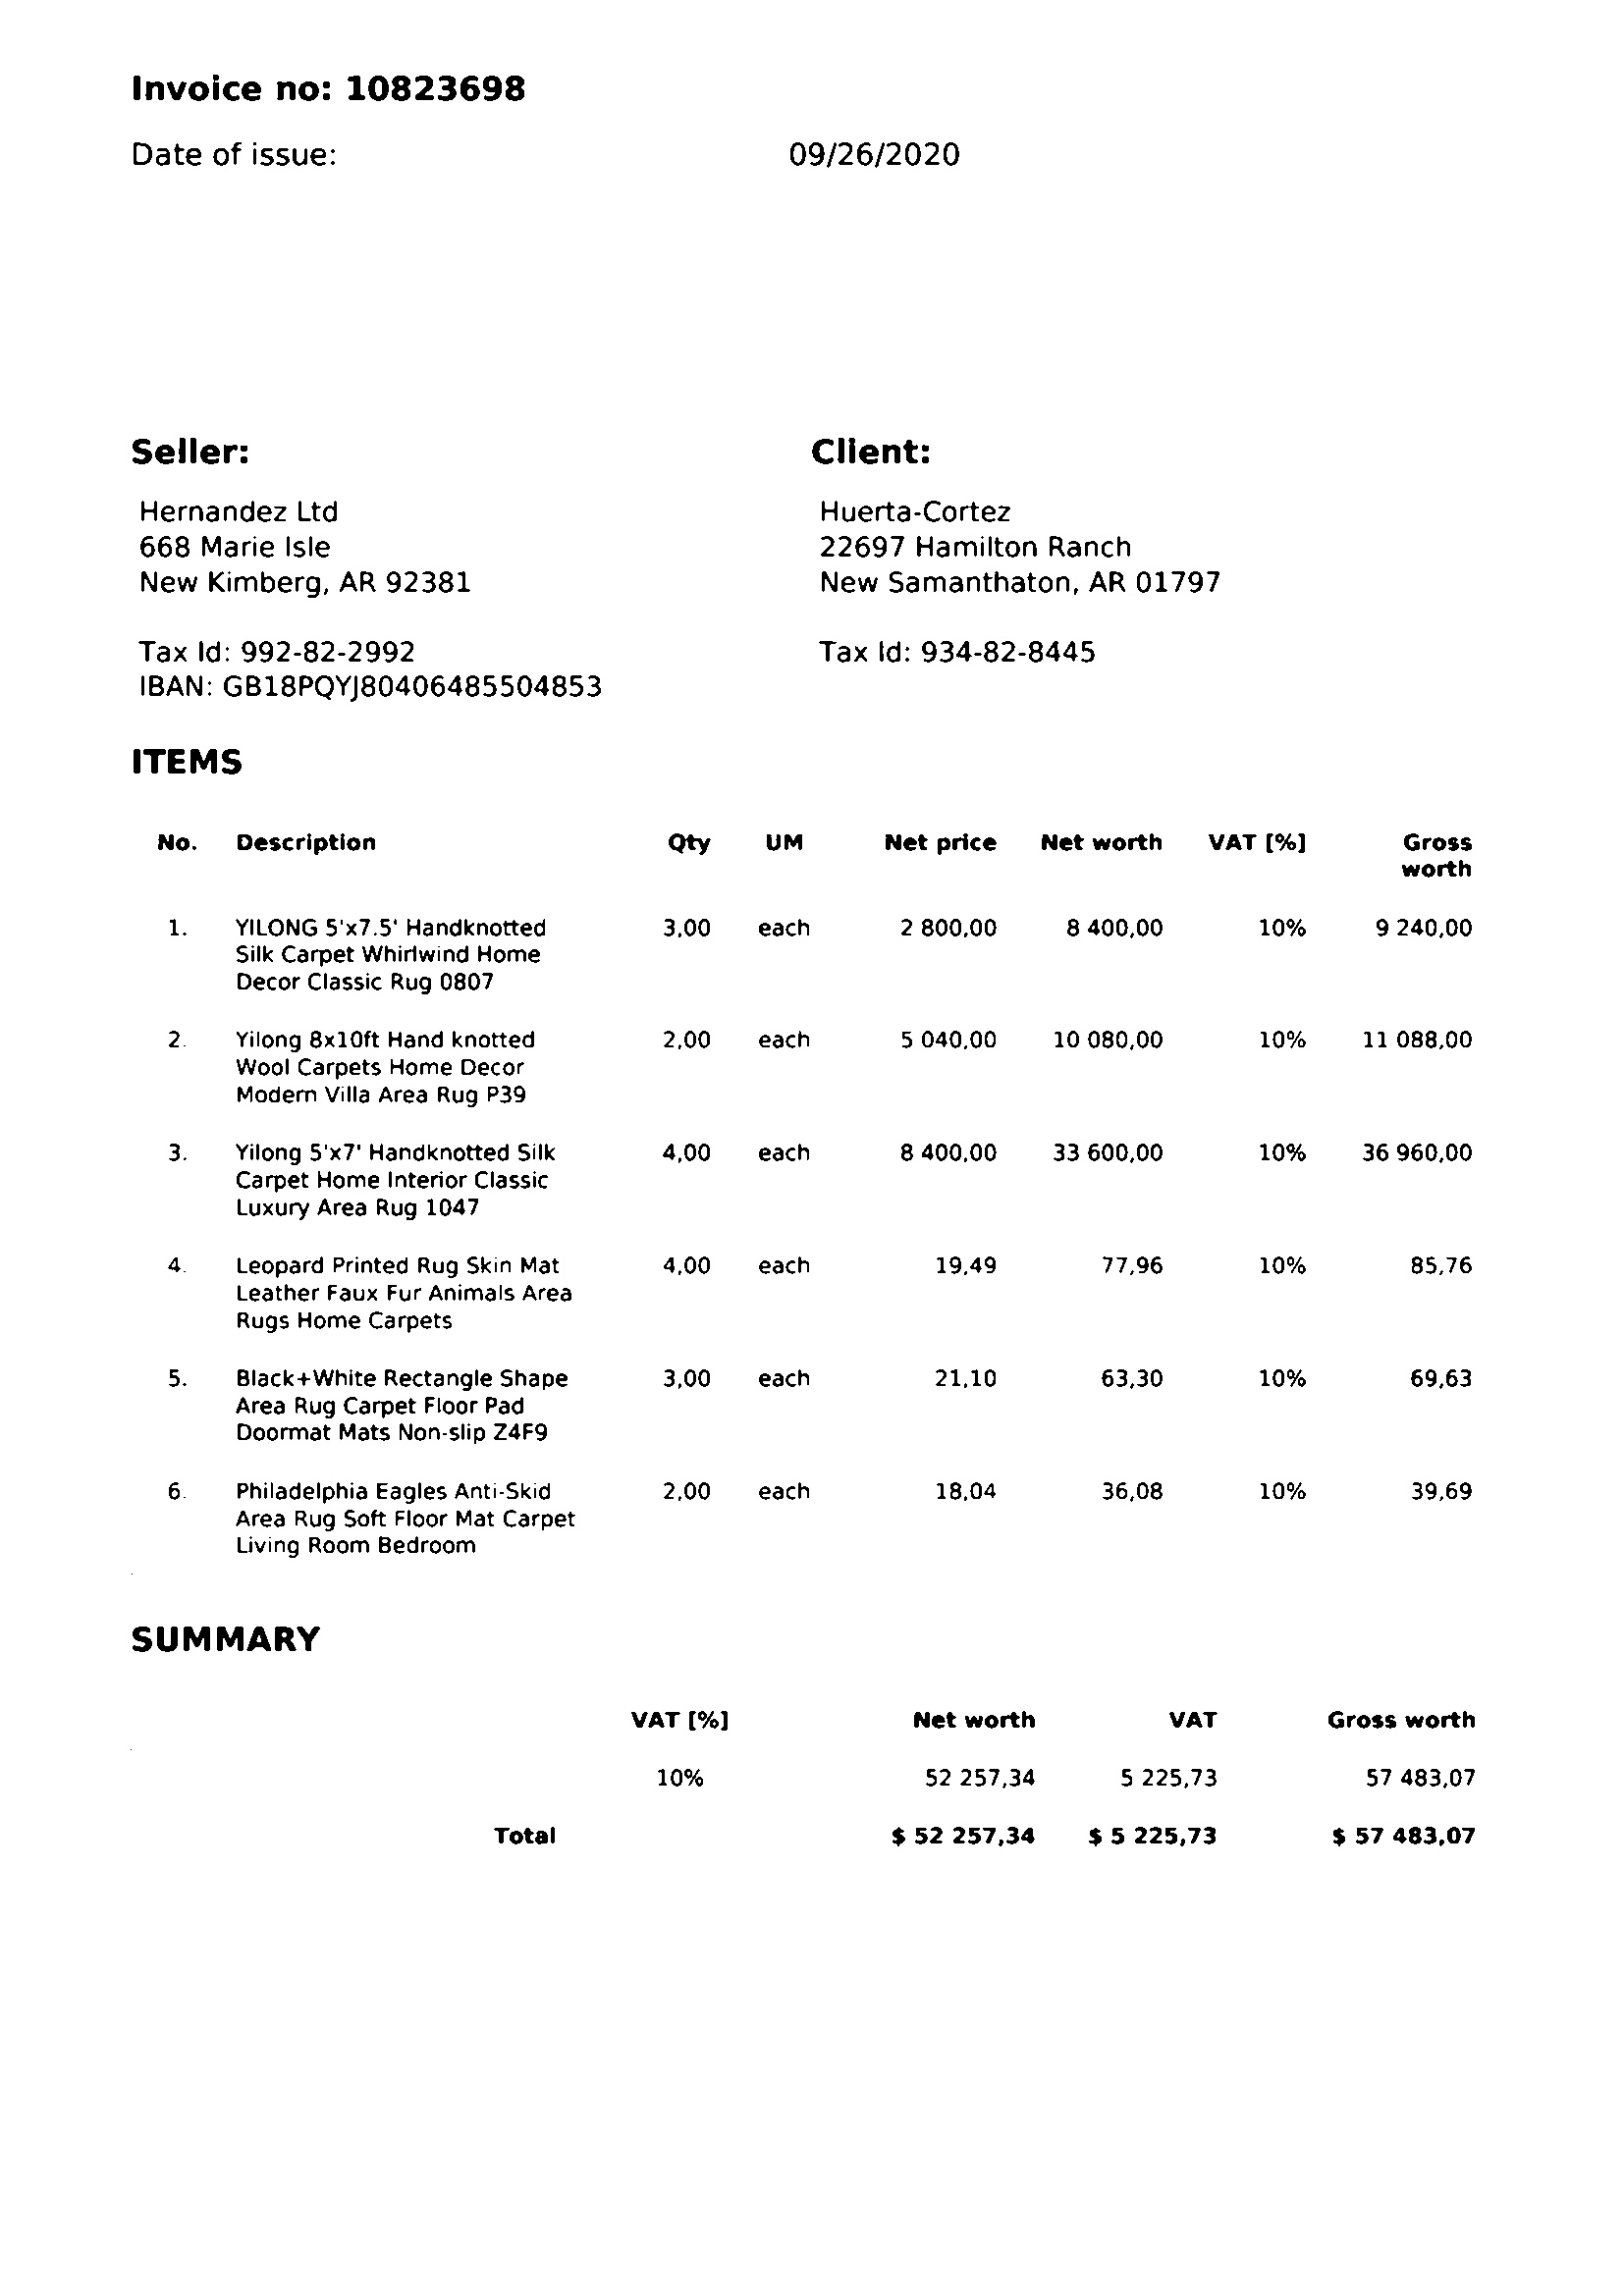 Invoice no: 10823698
Date of issue: 09/26/2020
Seller:
Hernandez Ltd
668 Marie Isle
New Kimberg, AR 92381
Tax Id: 992-82-2992
IBAN: GB18PQYJ80406485504853
Client:
Huerta-Cortez
22697 Hamilton Ranch
New Samanthaton, AR 01797
Tax Id: 934-82-8445
ITEMS
No. Description Qty UM Net price Net worth VAT [%] Gross
worth
1. YILONG 5'x7.5' Handknotted 3,00 each 2 800,00 8 400,00 10% 9 240,00
Silk Carpet Whirlwind Home
Decor Classic Rug 0807
2. Yilong 8x10ft Hand knotted 2,00 each 5 040,00 10 080,00 10% 11 088,00
Wool Carpets Home Decor
Modern Villa Area Rug P39
3. Yilong 5'x7' Handknotted Silk 4,00 each 8 400,00 33 600,00 10% 36 960,00
Carpet Home Interior Classic
Luxury Area Rug 1047
4. Leopard Printed Rug Skin Mat 4,00 each 19,49 77,96 10% 85,76
Leather Faux Fur Animals Area
Rugs Home Carpets
5. Black+White Rectangle Shape 3,00 each 21,10 63,30 10% 69,63
Area Rug Carpet Floor Pad
Doormat Mats Non-slip Z4F9
6. Philadelphia Eagles Anti-Skid 2,00 each 18,04 36,08 10% 39,69
Area Rug Soft Floor Mat Carpet
Living Room Bedroom
SUMMARY
VAT [%] Net worth VAT Gross worth
10% 52 257,34 5 225,73 57 483,07
Total $ 52 257,34 $ 5 225,73 $ 57 483,07